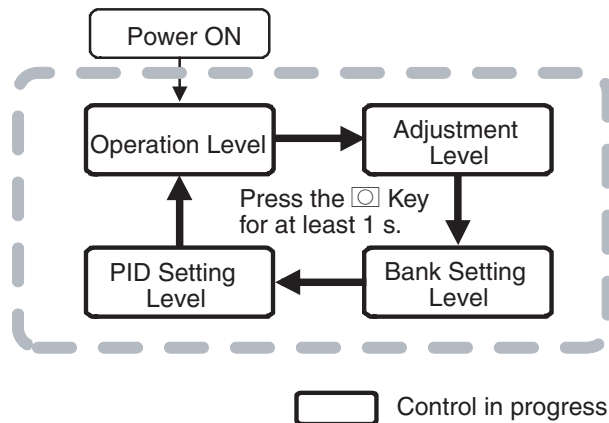 Power ON
Operation Level
Adjustment
Level
Press the Key
for at least 1 s.
PID Setting
Level
Bank Setting
Level
Control in progress